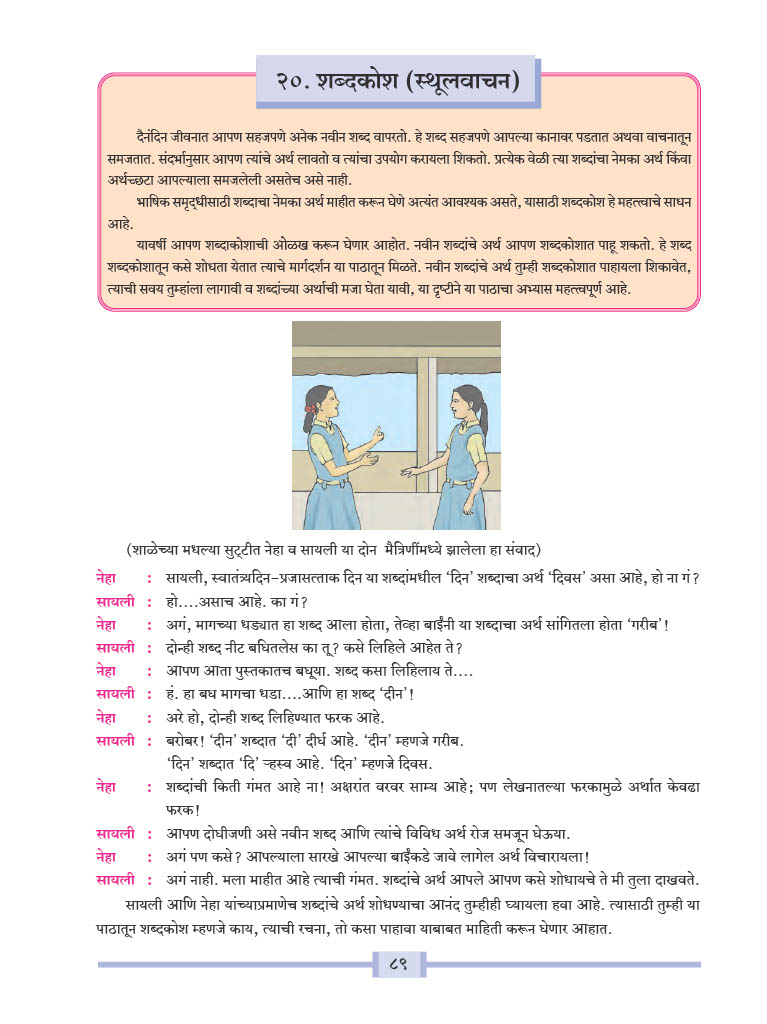 २०. शब्दकोश (स्थूलवाचन)
दैनंदिन जीवनात आपण सहजपणे अनेक नवीन शब्द वापरतो. हे शब्द सहजपणे आपल्या कानावर पडतात अथवा वाचनातून
समजतात. संदर्भानुसार आपण त्यांचे अर्थ लावतो व त्यांचा उपयोग करायला शिकतो. प्रत्येक वेळी त्या शब्दांचा नेमका अर्थ किंवा
अर्थच्छटा आपल्याला समजलेली असतेच असे नाही.
भाषिक समृद्धीसाठी शब्दाचा नेमका अर्थ माहीत करून घेणे अत्यंत आवश्यक असते, यासाठी शब्दकोश हे महत्त्वाचे साधन
आहे.
यावर्षी आपण शब्दाकोशाची ओळख करून घेणार आहोत. नवीन शब्दांचे अर्थ आपण शब्दकोशात पाहू शकतो. हे शब्द
शब्दकोशातून कसे शोधता येतात त्याचे मार्गदर्शन या पाठातून मिळते. नवीन शब्दांचे अर्थ तुम्ही शब्दकोशात पाहायला शिकावेत,
त्याची सवय तुम्हांला लागावी व शब्दांच्या अर्थाची मजा घेता यावी, या दृष्टीने या पाठाचा अभ्यास महत्त्वपूर्ण आहे.
(शाळेच्या मधल्या सुट्टीत नेहा व सायली या दोन मैत्रिणींमध्ये झालेला हा संवाद)
नेहा : सायली, स्वातंत्र्यदिन-प्रजासत्ताक दिन या शब्दांमधील ‘दिन’ शब्दाचा अर्थ ‘दिवस’ असा आहे, हो ना गं?
सायली : हो....असाच आहे. का गं?
नेहा : अगं, मागच्या धड्यात हा शब्द आला होता, तेव्हा बाईंनी या शब्दाचा अर्थ सांगितला होता ‘गरीब’!
सायली : दोन्ही शब्द नीट बघितलेस का तू? कसे लिहिले आहेत ते?
नेहा : आपण आता पुस्तकातच बघूया. शब्द कसा लिहिलाय ते....
सायली : हं. हा बघ मागचा धडा....आणि हा शब्द ‘दीन’!
नेहा : अरे हो, दोन्ही शब्द लिहिण्यात फरक आहे.
सायली : बरोबर! ‘दीन’ शब्दात ‘दी’ दीर्घ आहे. ‘दीन’ म्हणजे गरीब.
‘दिन’ शब्दात ‘दि’ ऱ्हस्व आहे. ‘दिन’ म्हणजे दिवस.
नेहा : शब्दांची किती गंमत आहे ना! अक्षरांत वरवर साम्य आहे; पण लेखनातल्या फरकामुळे अर्थात केवढा
फरक!
सायली : आपण दोघीजणी असे नवीन शब्द आणि त्यांचे विविध अर्थ रोज समजून घेऊया.
नेहा : अगं पण कसे? आपल्याला सारखे आपल्या बाईंकडे जावे लागेल अर्थ विचारायला!
सायली : अगं नाही. मला माहीत आहे त्याची गंमत. शब्दांचे अर्थ आपले आपण कसे शोधायचे ते मी तुला दाखवते.
सायली आणि नेहा यांच्याप्रमाणेच शब्दांचे अर्थ शोधण्याचा आनंद तुम्हीही घ्यायला हवा आहे. त्यासाठी तुम्ही या
पाठातून शब्दकोश म्हणजे काय, त्याची रचना, तो कसा पाहावा याबाबत माहिती करून घेणार आहात.
८९